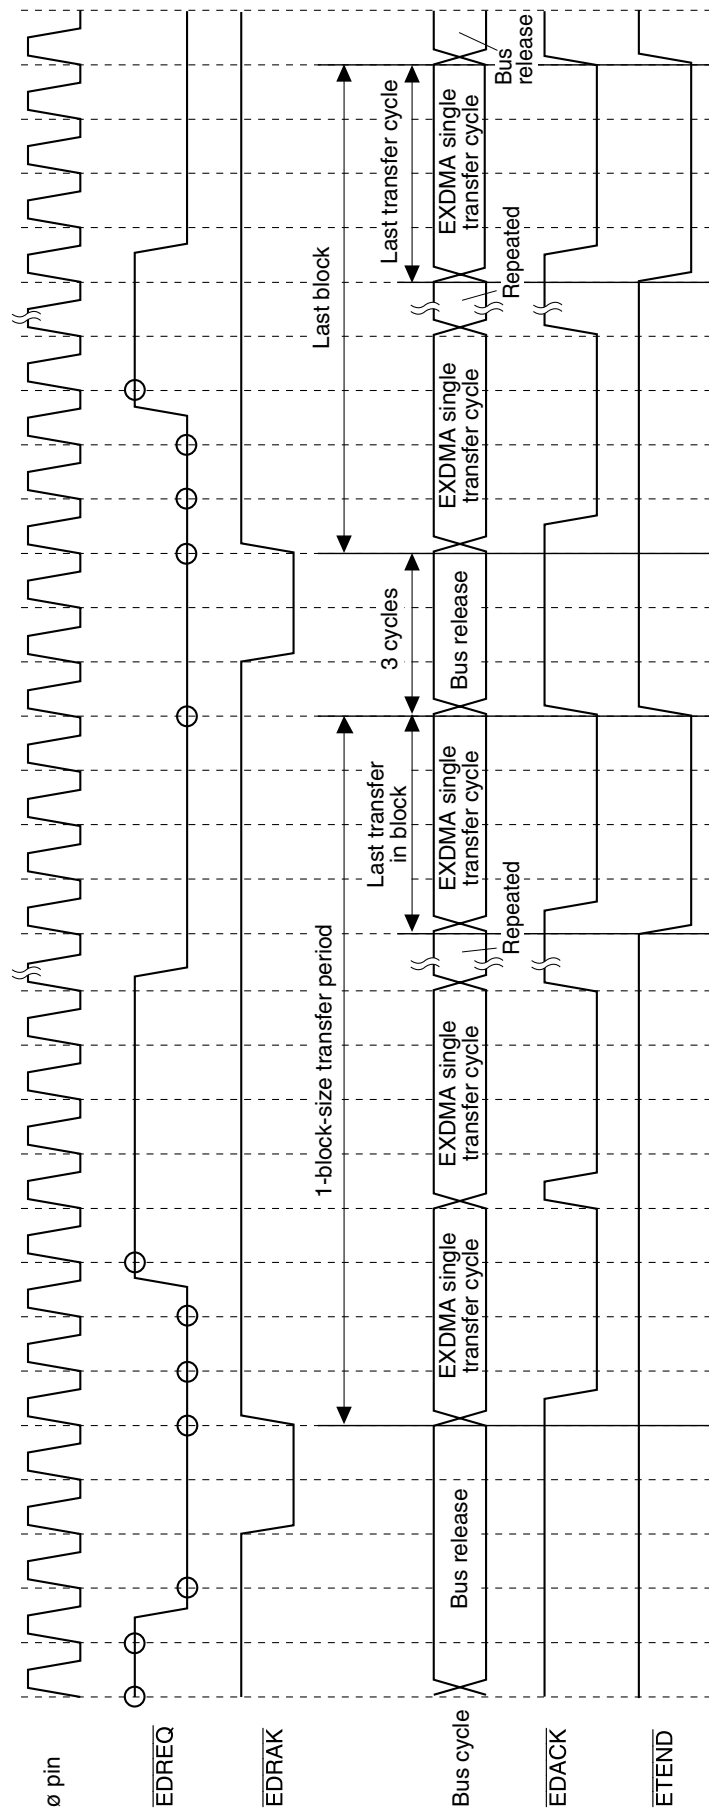 ø pin
EDREQ
EDRAK
1-block-size transfer period
3 cycles
Last block
Last transfer
in block
Last transfer cycle
Bus cycle
Bus release
EXDMA single
transfer cycle
EXDMA single
transfer cycle
Repeated
EXDMA single
transfer cycle
Bus release
EXDMA single
transfer cycle
Repeated
EXDMA single
transfer cycle
Bus
release
EDACK
ETEND